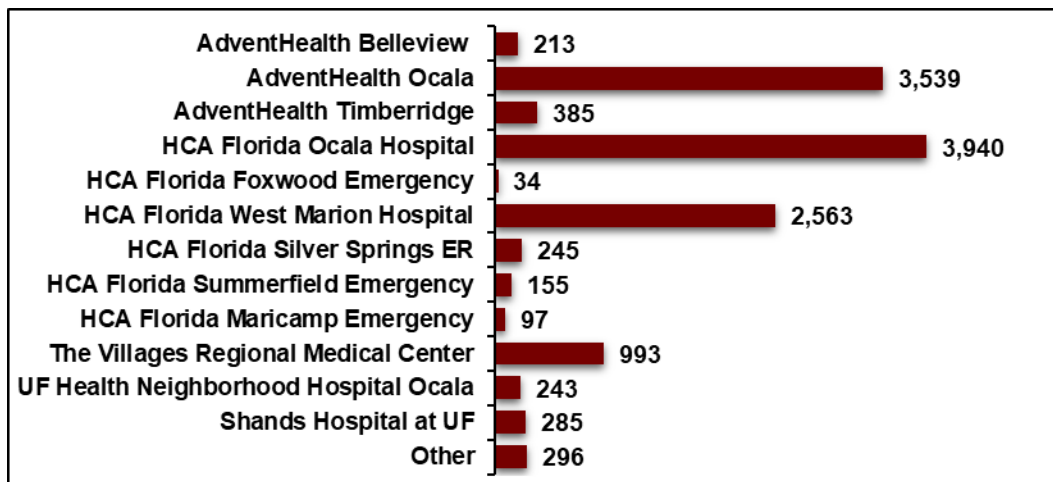 AdventHealth Belleview 213
AdventHealth Ocala 3,539
AdventHealth Timberridge 385
HCA Florida Ocala Hospital 3,940
HCA Florida Foxwood Emergency 34
HCA Florida West Marion Hospital 2,563
HCA Florida Silver Springs ER 245
HCA Florida Summerfield Emergency 155
HCA Florida Maricamp Emergency 97
The Villages Regional Medical Center 993
UF Health Neighborhood Hospital Ocala 243
Shands Hospital at UF 285
Other 296